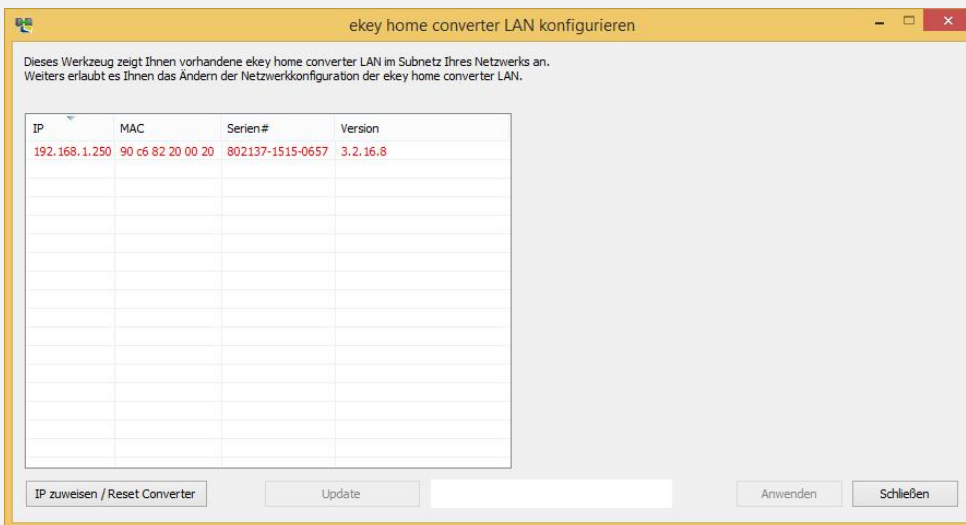 ekey home converter LAN konfigurieren
Dieses Werkzeug zeigt Ihnen vorhandene ekey home converter LAN im Subnetz Ihres Netzwerks an.
Weiters erlaubt es Ihnen das Ändern der Netzwerkkonfiguration der ekey home converter LAN.
IP MAC Serien# Version
192.168.1.250 90 c6 82 20 00 20 802137-1515-0657 3.2.16.8
IP zuweisen / Reset Converter Update Anwenden Schließen